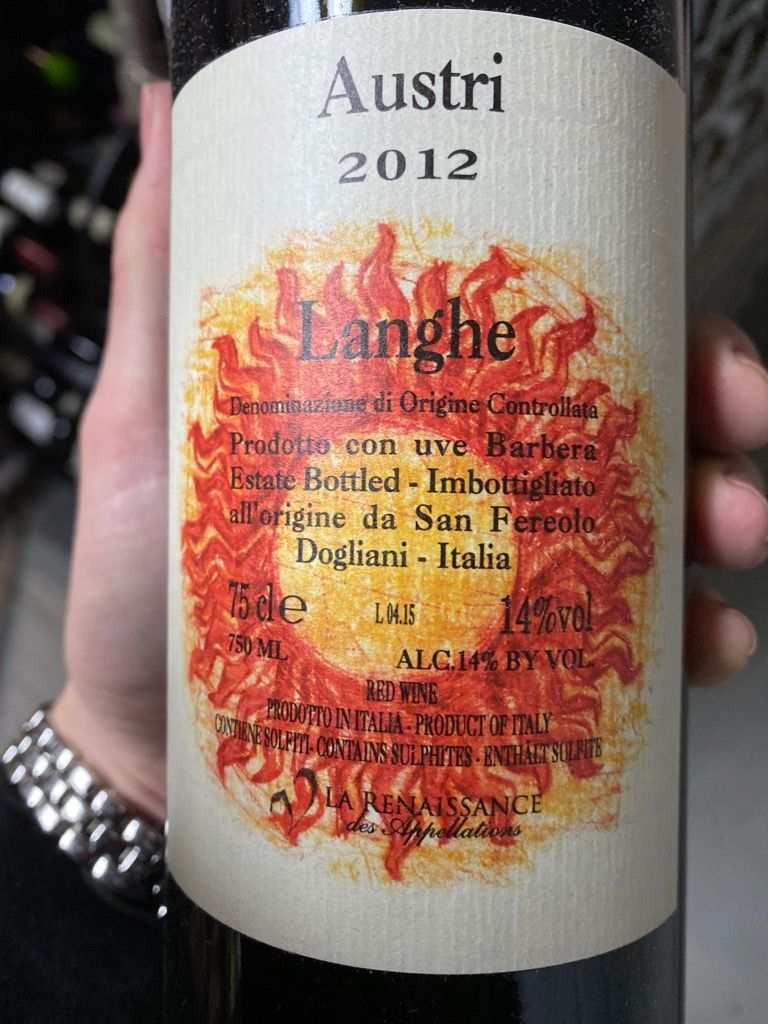 Austri
2012
Langhe
Denominazione di Origine Controllata
Prodotto con uve Barbera
Estate Bottled - Imbottigliato
all'origine da San Fereolo
Dogliani - Italia
75 cl e L 04.15 14%vol
750 ML ALC.14% BY VOL.
RED WINE
PRODOTTO IN ITALIA - PRODUCT OF ITALY
CONTIENE SOLFITI- CONTAINS SULPHITES - ENTHÄLT SULFITE
LA RENAISSANCE
des Appellations